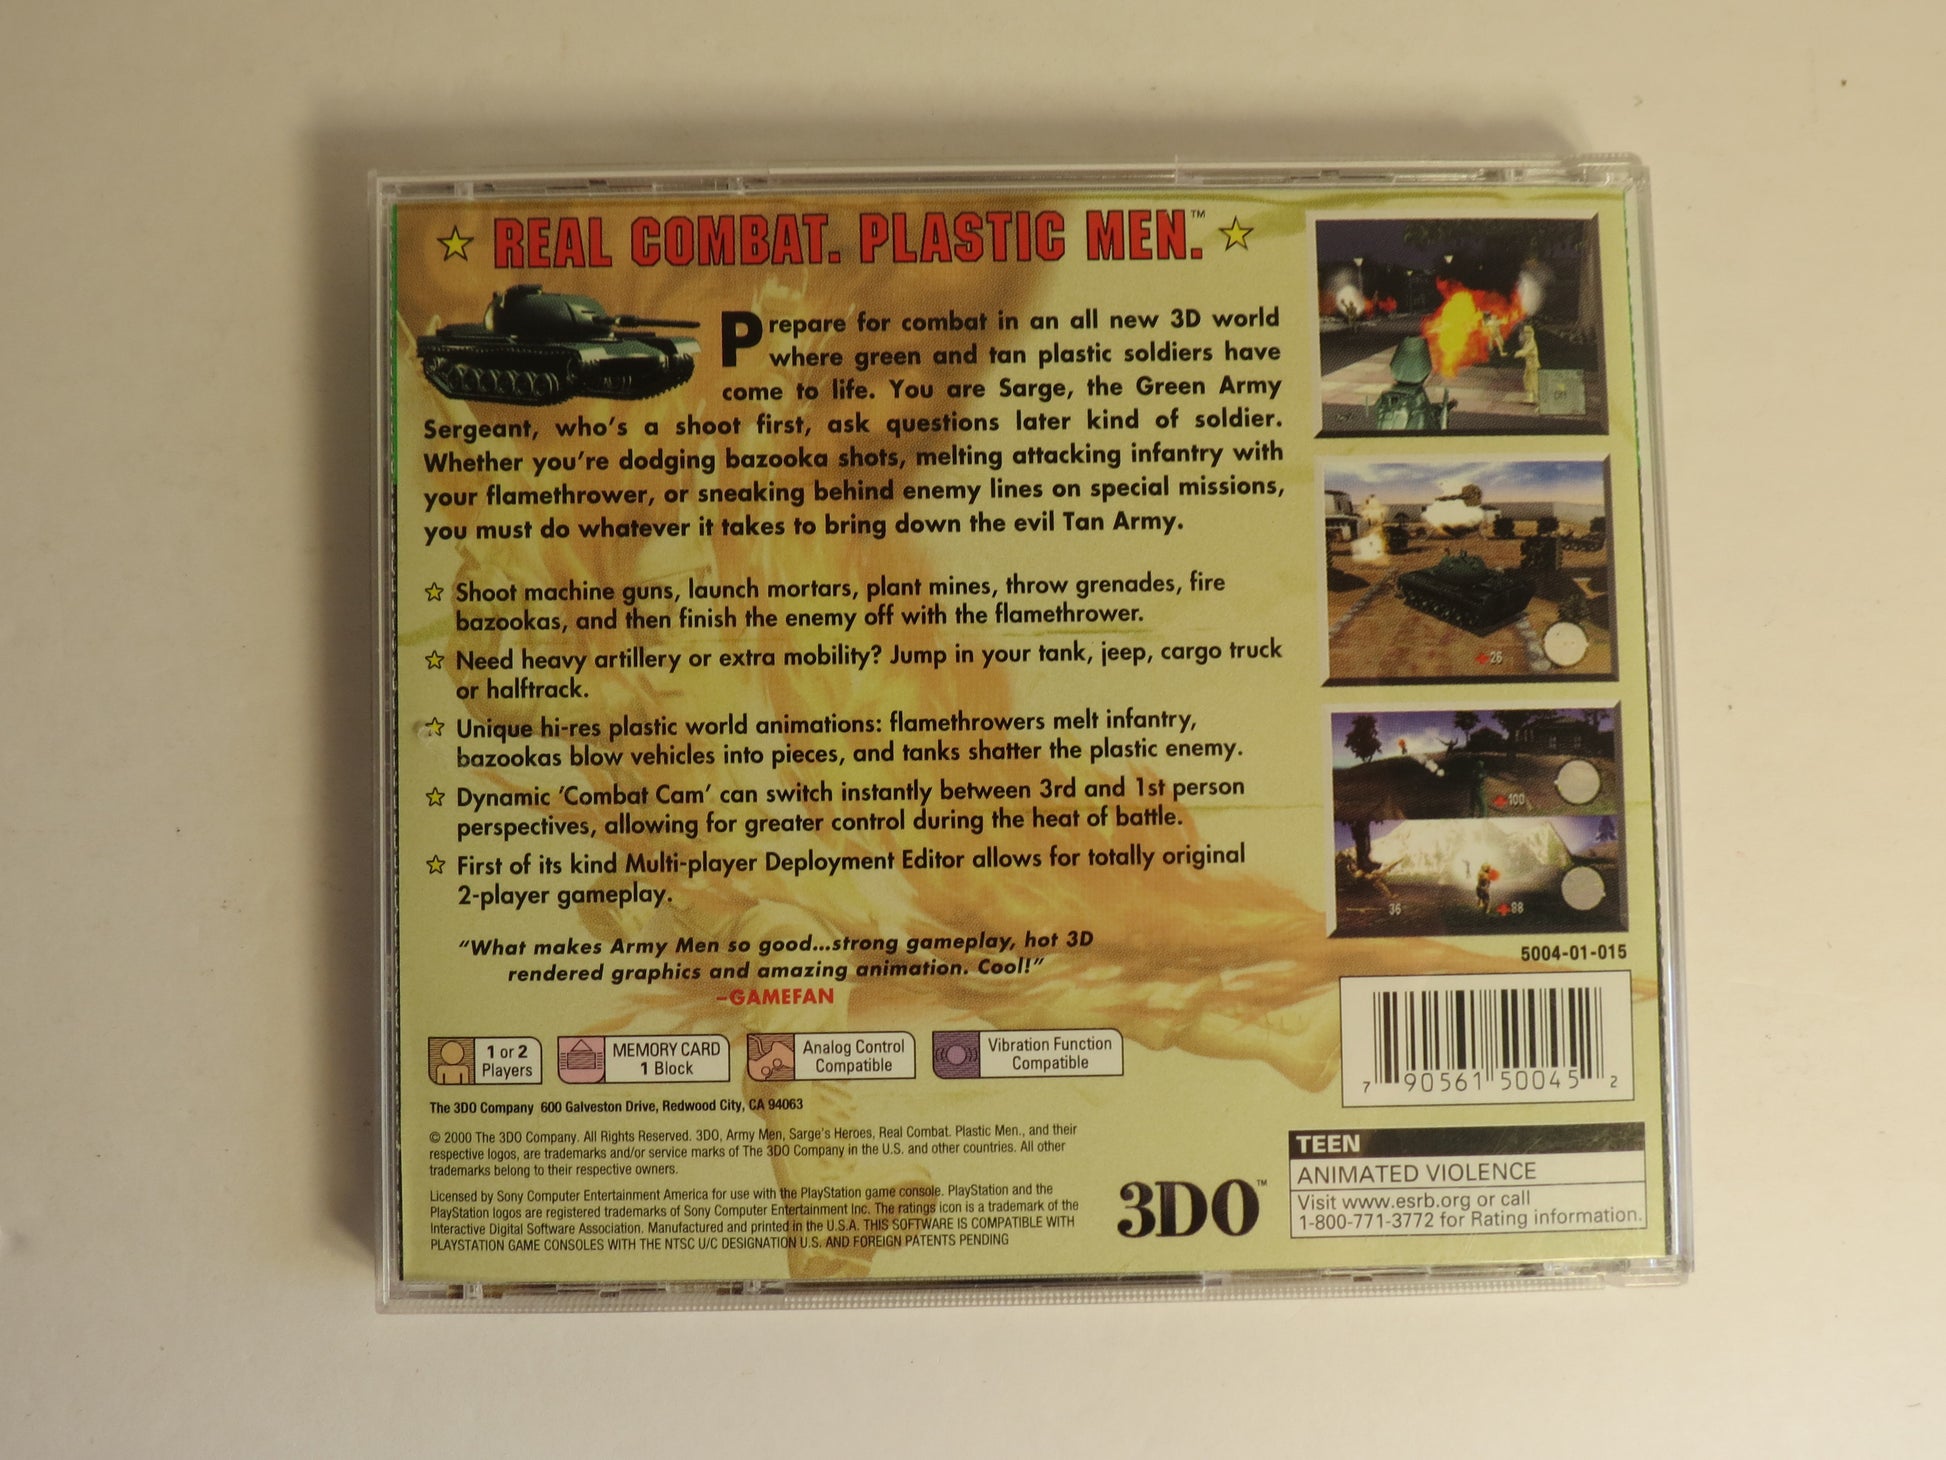 REAL COMBAT. PLASTIC MEN.™
Prepare for combat in an all new 3D world
where green and tan plastic soldiers have
come to life. You are Sarge, the Green Army
Sergeant, who's a shoot first, ask questions later kind of soldier.
Whether you're dodging bazooka shots, melting attacking infantry with
your flamethrower, or sneaking behind enemy lines on special missions,
you must do whatever it takes to bring down the evil Tan Army.
Shoot machine guns, launch mortars, plant mines, throw grenades, fire
bazookas, and then finish the enemy off with the flamethrower.
Need heavy artillery or extra mobility? Jump in your tank, jeep, cargo truck
or halftrack.
Unique hi-res plastic world animations: flamethrowers melt infantry,
bazookas blow vehicles into pieces, and tanks shatter the plastic enemy.
Dynamic 'Combat Cam' can switch instantly between 3rd and 1st person
perspectives, allowing for greater control during the heat of battle.
First of its kind Multi-player Deployment Editor allows for totally original
2-player gameplay.
"What makes Army Men so good...strong gameplay, hot 3D
rendered graphics and amazing animation. Cool!"
–GAMEFAN
26
100
36
88
5004-01-015
7 90561 50045 2
1 or 2
Players
MEMORY CARD
1 Block
Analog Control
Compatible
Vibration Function
Compatible
The 3DO Company 600 Galveston Drive, Redwood City, CA 94063
© 2000 The 3DO Company. All Rights Reserved. 3DO, Army Men, Sarge's Heroes, Real Combat. Plastic Men., and their
respective logos, are trademarks and/or service marks of The 3DO Company in the U.S. and other countries. All other
trademarks belong to their respective owners.
Licensed by Sony Computer Entertainment America for use with the PlayStation game console. PlayStation and the
PlayStation logos are registered trademarks of Sony Computer Entertainment Inc. The ratings icon is a trademark of the
Interactive Digital Software Association. Manufactured and printed in the U.S.A. THIS SOFTWARE IS COMPATIBLE WITH
PLAYSTATION GAME CONSOLES WITH THE NTSC U/C DESIGNATION U.S. AND FOREIGN PATENTS PENDING
3DO™
TEEN
ANIMATED VIOLENCE
Visit www.esrb.org or call
1-800-771-3772 for Rating information.